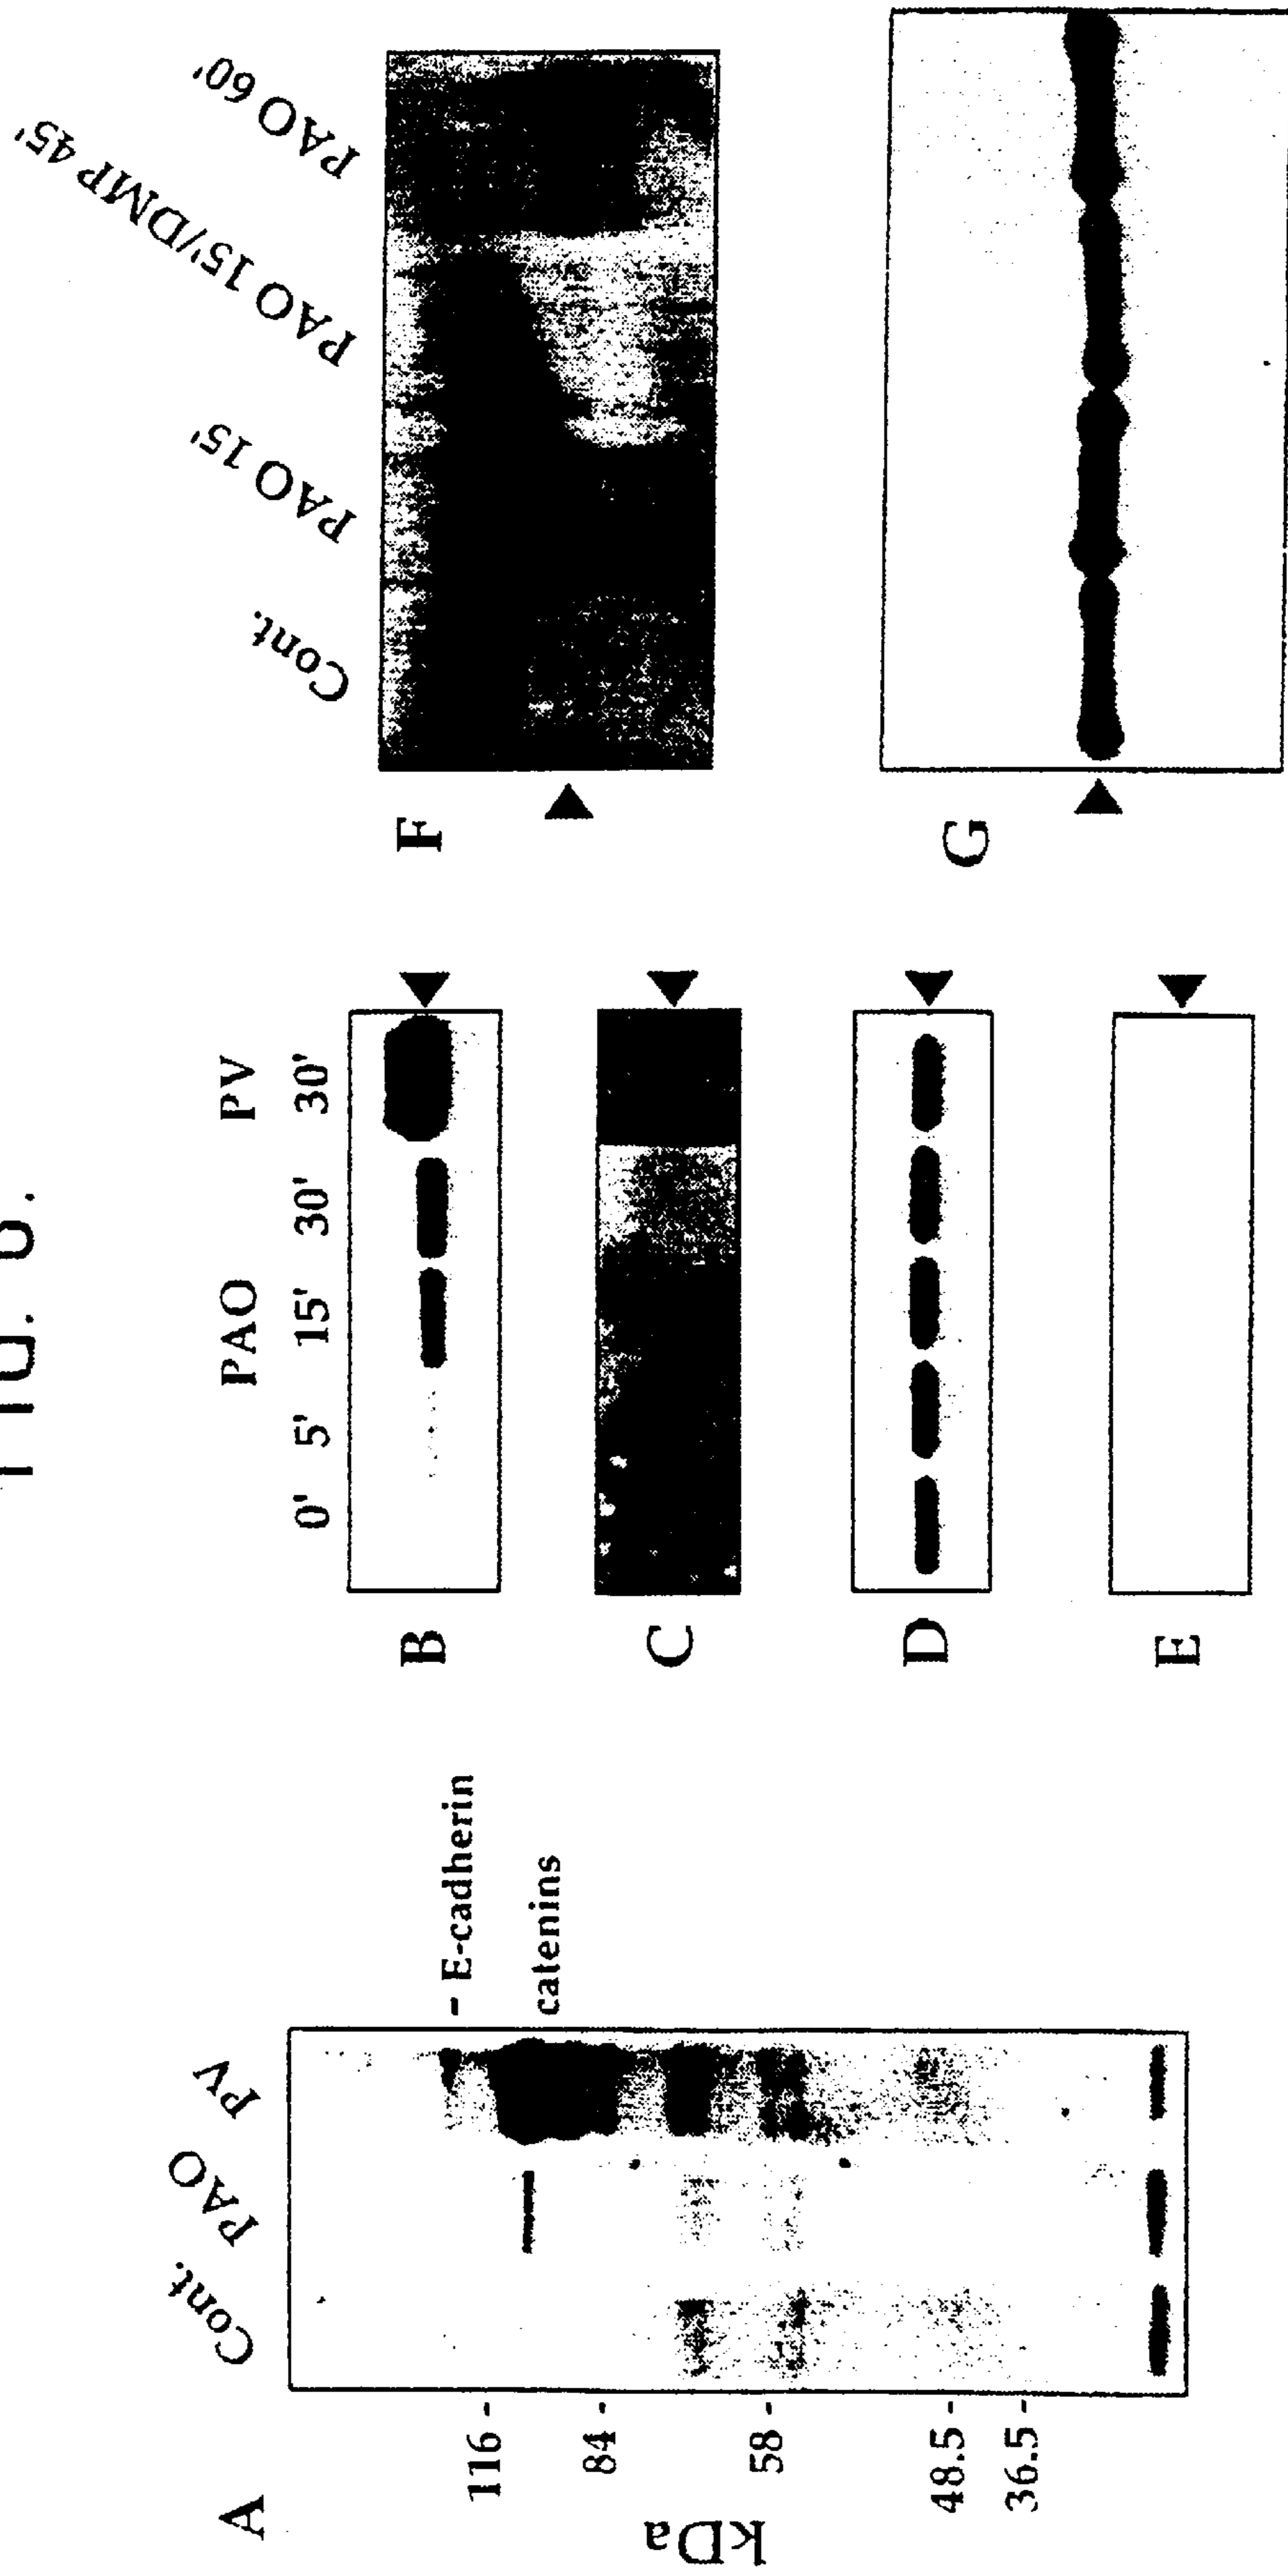 A
Cont. PAO PV
kDa
116 -
84 -
58 -
48.5 -
36.5 -
- E-cadherin
catenins
PAO PV
0' 5' 15' 30' 30'
B
C
D
E
Cont. PAO 15' PAO 15'/DMP 45' PAO 60'
F
G